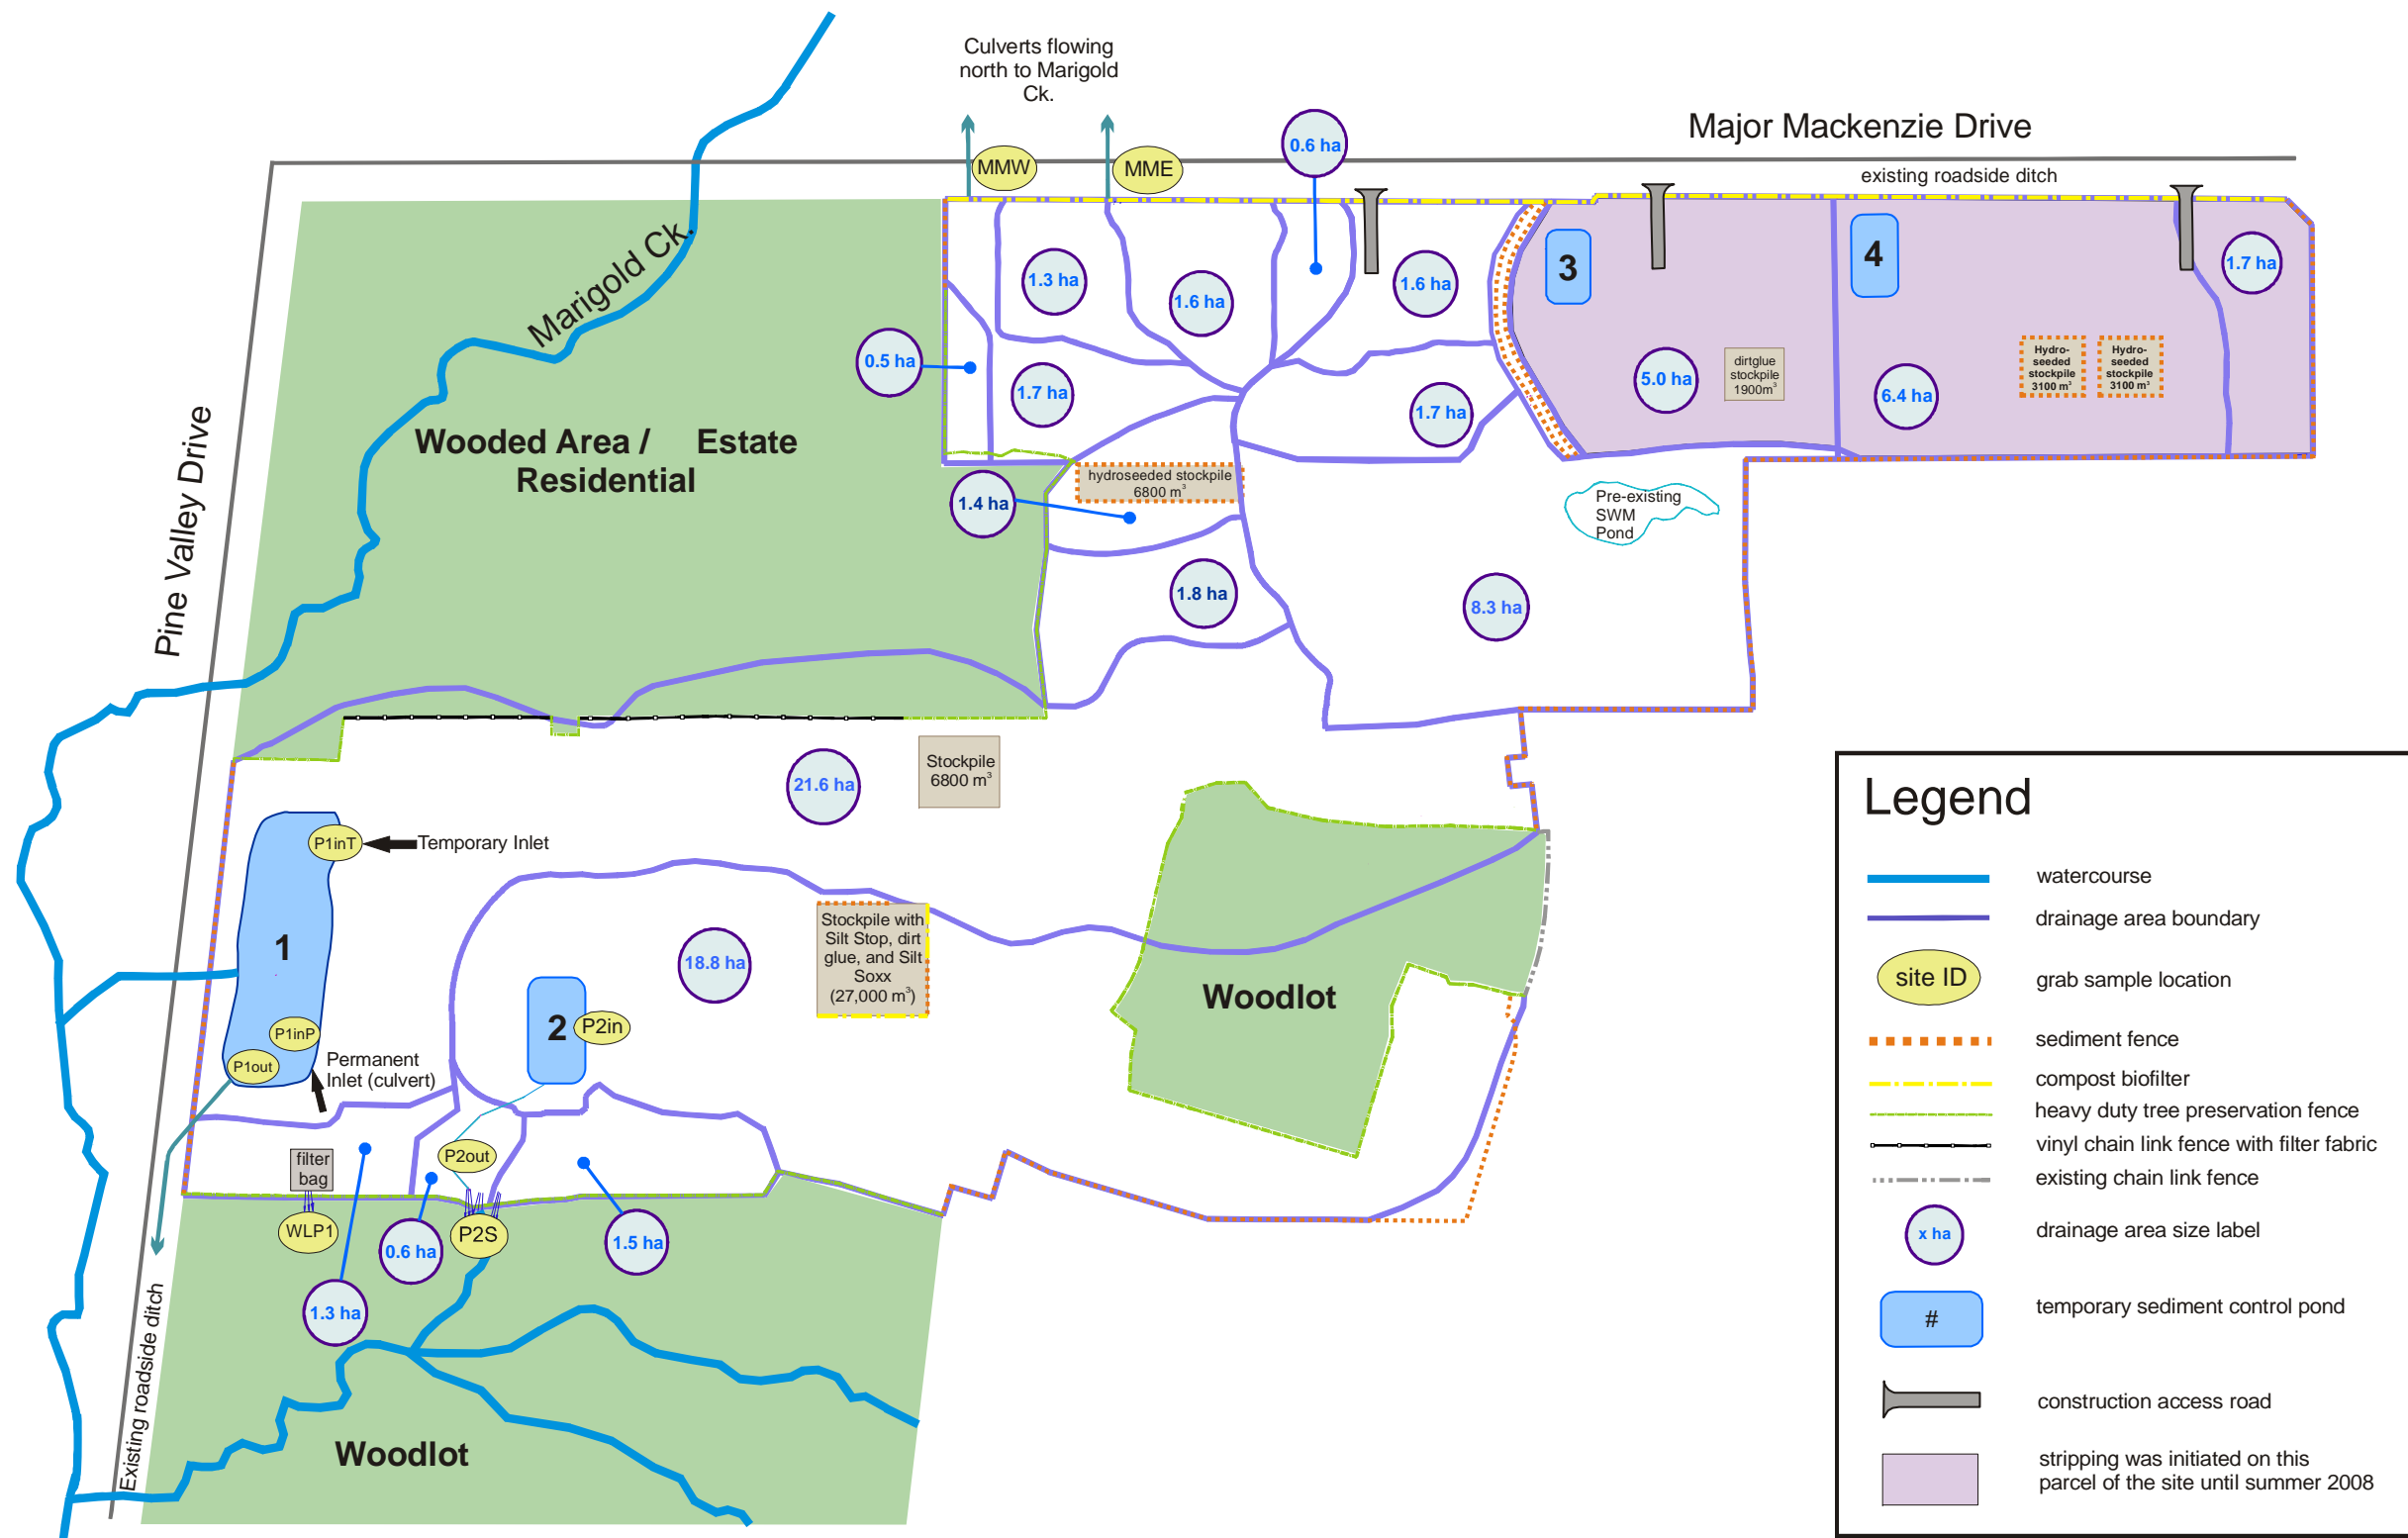 Culverts flowing
north to Marigold
Ck.
Major Mackenzie Drive
existing roadside ditch
MMW
MME
0.6 ha
Marigold Ck.
Pine Valley Drive
Wooded Area / Estate
Residential
1.3 ha
1.6 ha
1.6 ha
3
4
1.7 ha
0.5 ha
1.7 ha
1.7 ha
5.0 ha
dirtglue
stockpile
1900m³
6.4 ha
Hydro-
seeded
stockpile
3100 m³
Hydro-
seeded
stockpile
3100 m³
hydroseeded stockpile
6800 m³
1.4 ha
Pre-existing
SWM
Pond
1.8 ha
8.3 ha
21.6 ha
Stockpile
6800 m³
P1inT
Temporary Inlet
1
18.8 ha
Stockpile with
Silt Stop, dirt
glue, and Silt
Soxx
(27,000 m³)
Woodlot
2
P2in
P1inP
P1out
Permanent
Inlet (culvert)
filter
bag
P2out
WLP1
0.6 ha
P2S
1.5 ha
1.3 ha
Existing roadside ditch
Woodlot
Legend
watercourse
drainage area boundary
site ID
grab sample location
sediment fence
compost biofilter
heavy duty tree preservation fence
vinyl chain link fence with filter fabric
existing chain link fence
x ha
drainage area size label
#
temporary sediment control pond
construction access road
stripping was initiated on this
parcel of the site until summer 2008